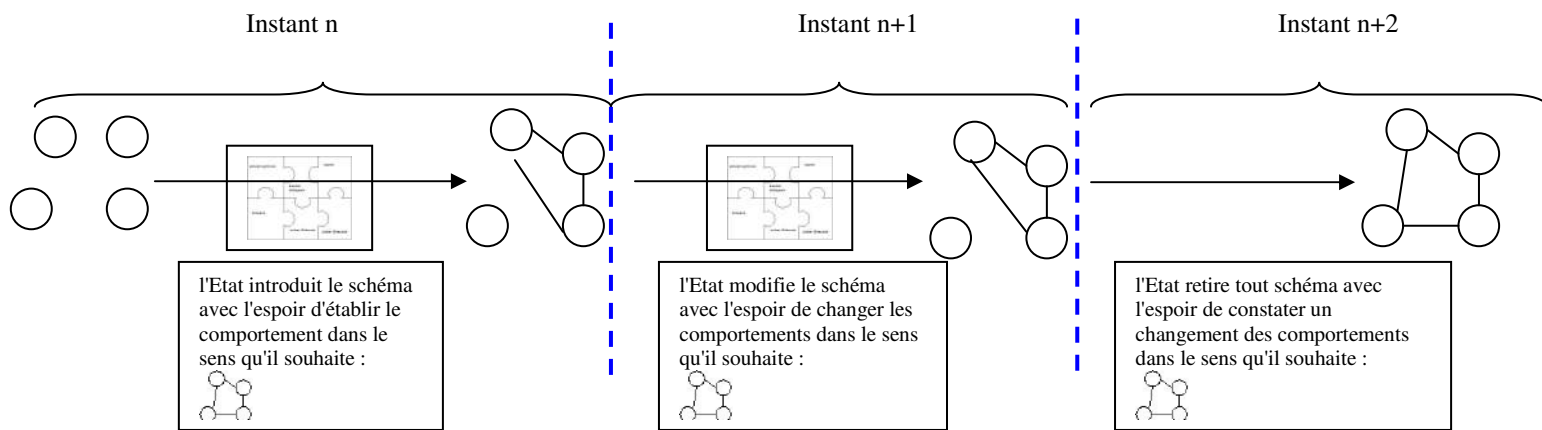 Instant n
Instant n+1
Instant n+2
l'Etat introduit le schéma
avec l'espoir d'établir le
comportement dans le
sens qu'il souhaite :
l'Etat modifie le schéma
avec l'espoir de changer les
comportements dans le sens
qu'il souhaite :
l'Etat retire tout schéma avec
l'espoir de constater un
changement des comportements
dans le sens qu'il souhaite :